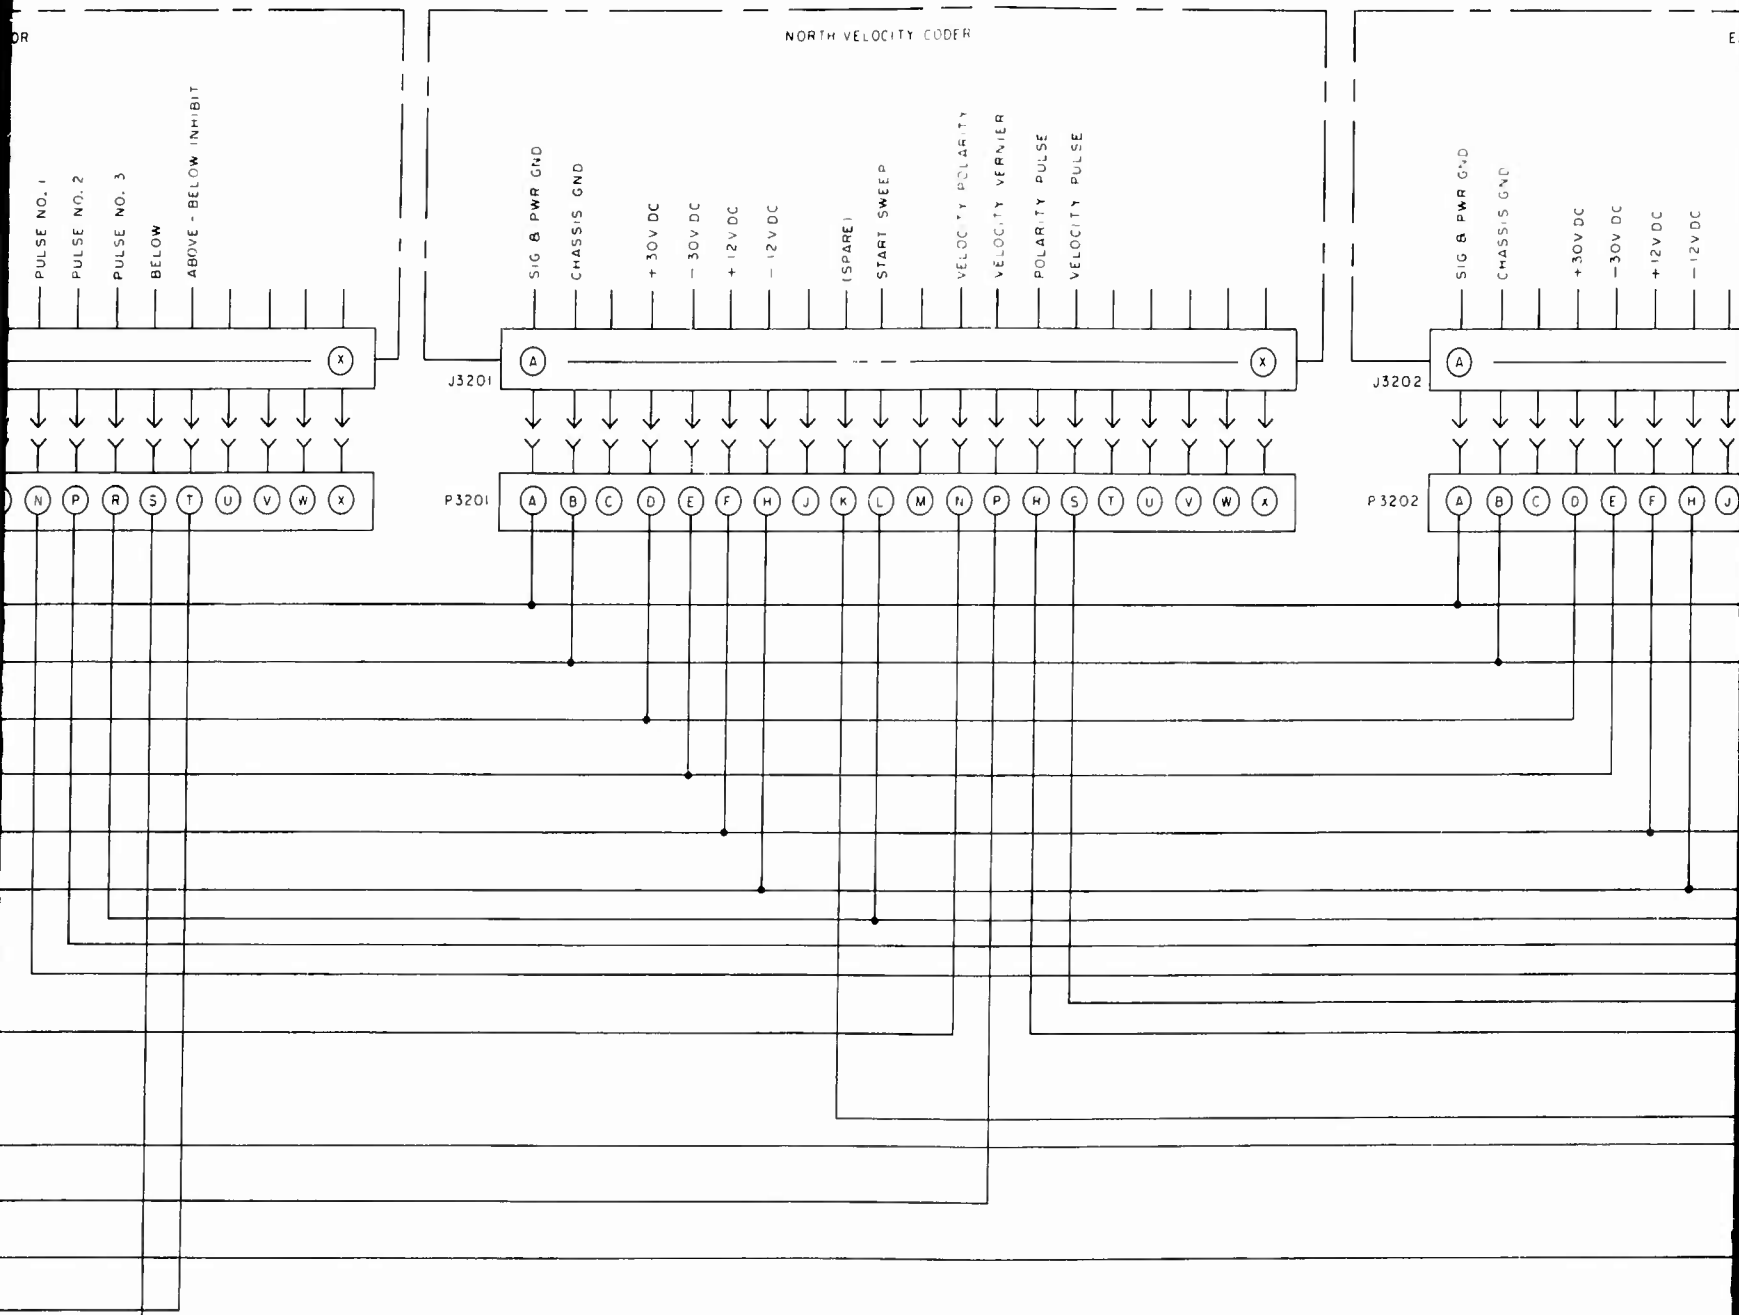 OR
NORTH VELOCITY CODER
E
PULSE NO. 1
PULSE NO. 2
PULSE NO. 3
BELOW
ABOVE - BELOW INHIBIT
SIG & PWR GND
CHASSIS GND
+30V DC
-30V DC
+12V DC
-12V DC
(SPARE)
START SWEEP
VELOCITY POLARITY
VELOCITY VERNIER
POLARITY PULSE
VELOCITY PULSE
SIG & PWR GND
CHASSIS GND
+30V DC
-30V DC
+12V DC
-12V DC
X
J3201
A
X
J3202
A
N P R S T U V W X
P3201
A B C D E F H J K L M N P R S T U V W X
P3202
A B C D E F H J